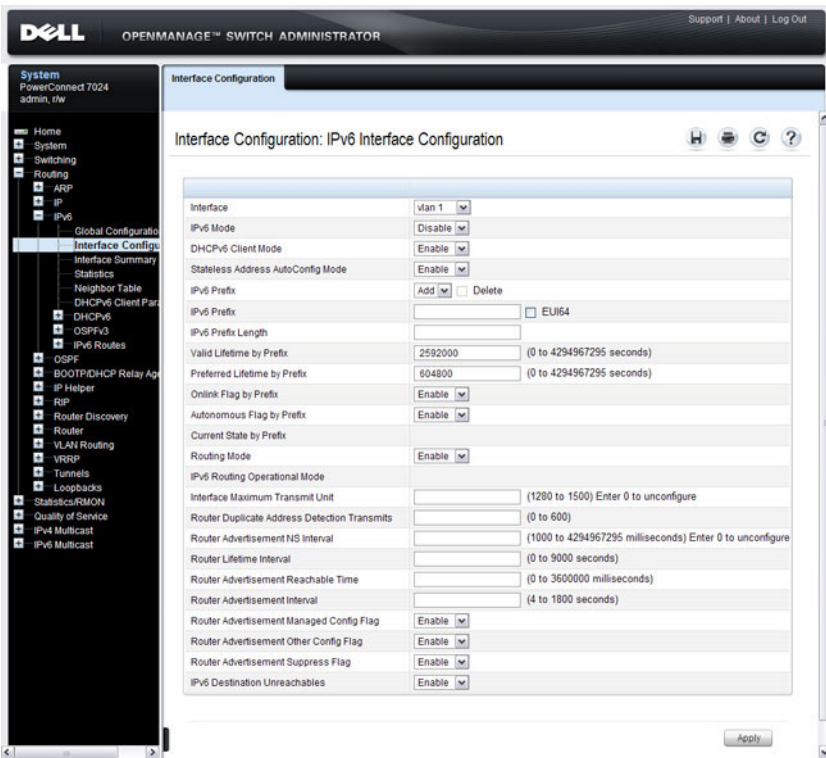 Support | About | Log Out
DELL OPENMANAGE™ SWITCH ADMINISTRATOR
System
PowerConnect 7024
admin, r/w
Home
System
Switching
Routing
ARP
IP
IPv6
Global Configuratio
Interface Configu
Interface Summary
Statistics
Neighbor Table
DHCPv6 Client Para
DHCPv6
OSPFv3
IPv6 Routes
OSPF
BOOTP/DHCP Relay Age
IP Helper
RIP
Router Discovery
Router
VLAN Routing
VRRP
Tunnels
Loopbacks
Statistics/RMON
Quality of Service
IPv4 Multicast
IPv6 Multicast
Interface Configuration
Interface Configuration: IPv6 Interface Configuration
Interface vlan 1
IPv6 Mode Disable
DHCPv6 Client Mode Enable
Stateless Address AutoConfig Mode Enable
IPv6 Prefix Add Delete
IPv6 Prefix EUI64
IPv6 Prefix Length
Valid Lifetime by Prefix 2592000 (0 to 4294967295 seconds)
Preferred Lifetime by Prefix 604800 (0 to 4294967295 seconds)
Onlink Flag by Prefix Enable
Autonomous Flag by Prefix Enable
Current State by Prefix
Routing Mode Enable
IPv6 Routing Operational Mode
Interface Maximum Transmit Unit (1280 to 1500) Enter 0 to unconfigure
Router Duplicate Address Detection Transmits (0 to 600)
Router Advertisement NS Interval (1000 to 4294967295 milliseconds) Enter 0 to unconfigure
Router Lifetime Interval (0 to 9000 seconds)
Router Advertisement Reachable Time (0 to 3600000 milliseconds)
Router Advertisement Interval (4 to 1800 seconds)
Router Advertisement Managed Config Flag Enable
Router Advertisement Other Config Flag Enable
Router Advertisement Suppress Flag Enable
IPv6 Destination Unreachables Enable
Apply